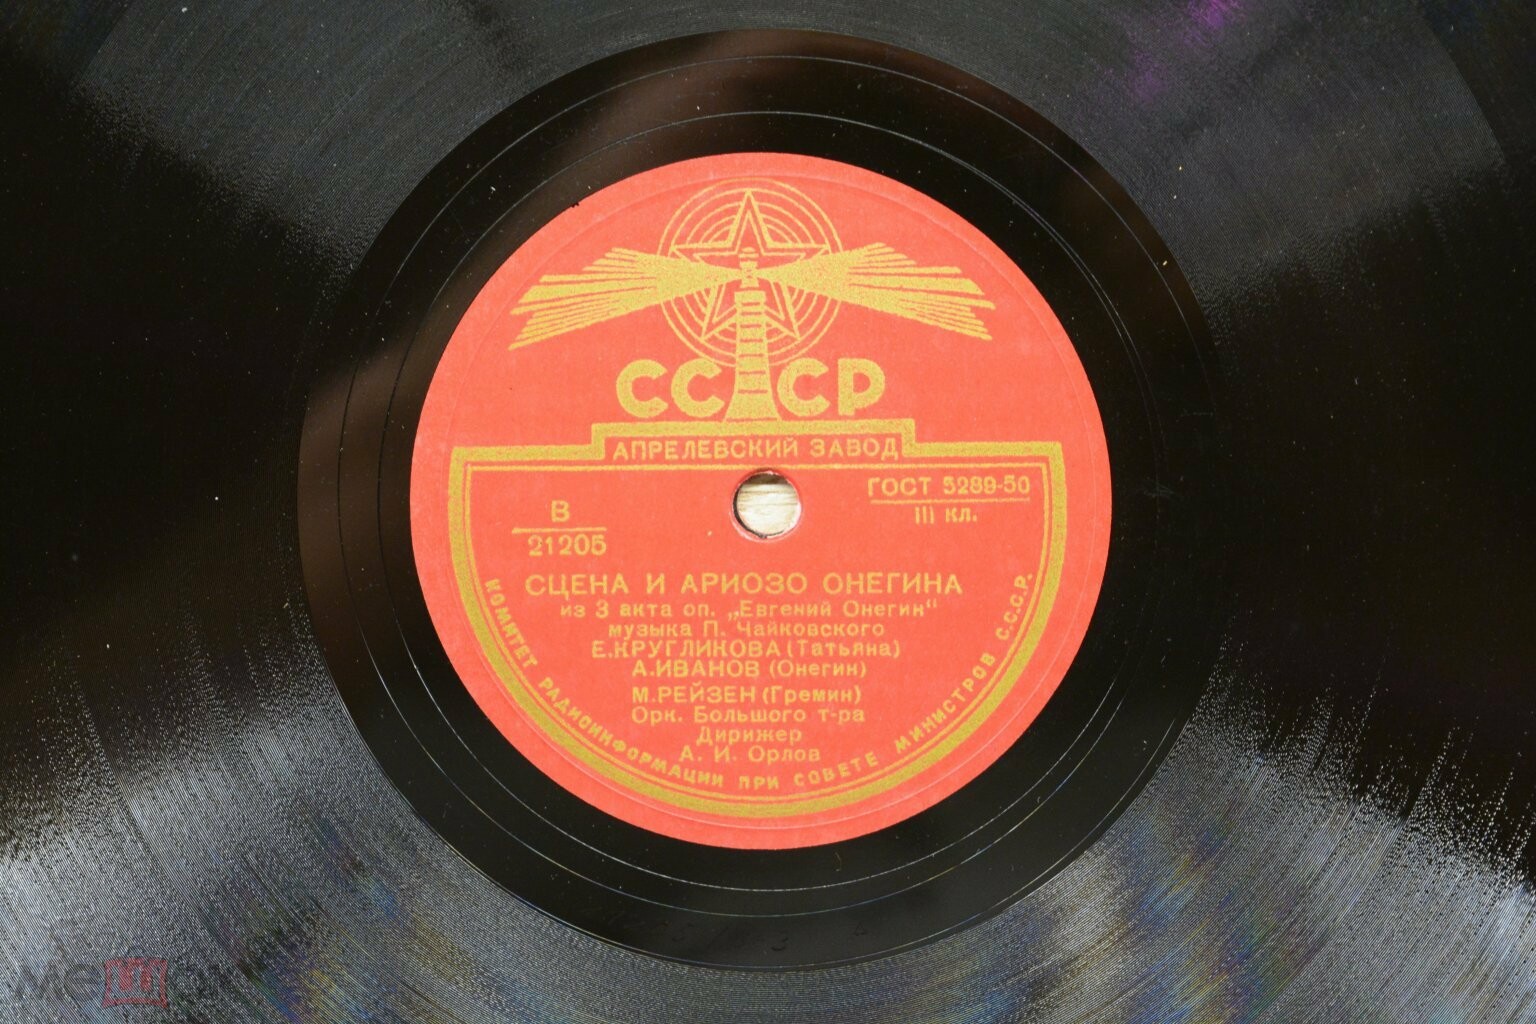 СССР
АПРЕЛЕВСКИЙ ЗАВОД
ГОСТ 5289-50
III кл.
В
21205
СЦЕНА И АРИОЗО ОНЕГИНА
из 3 акта оп. „Евгений Онегин"
музыка П. Чайковского
Е.КРУГЛИКОВА (Татьяна)
А.ИВАНОВ (Онегин)
М.РЕЙЗЕН (Гремин)
Орк. Большого т-ра
Дирижер
А. И. Орлов
КОМИТЕТ РАДИОИНФОРМАЦИИ ПРИ СОВЕТЕ МИНИСТРОВ С.С.С.Р.
мешок